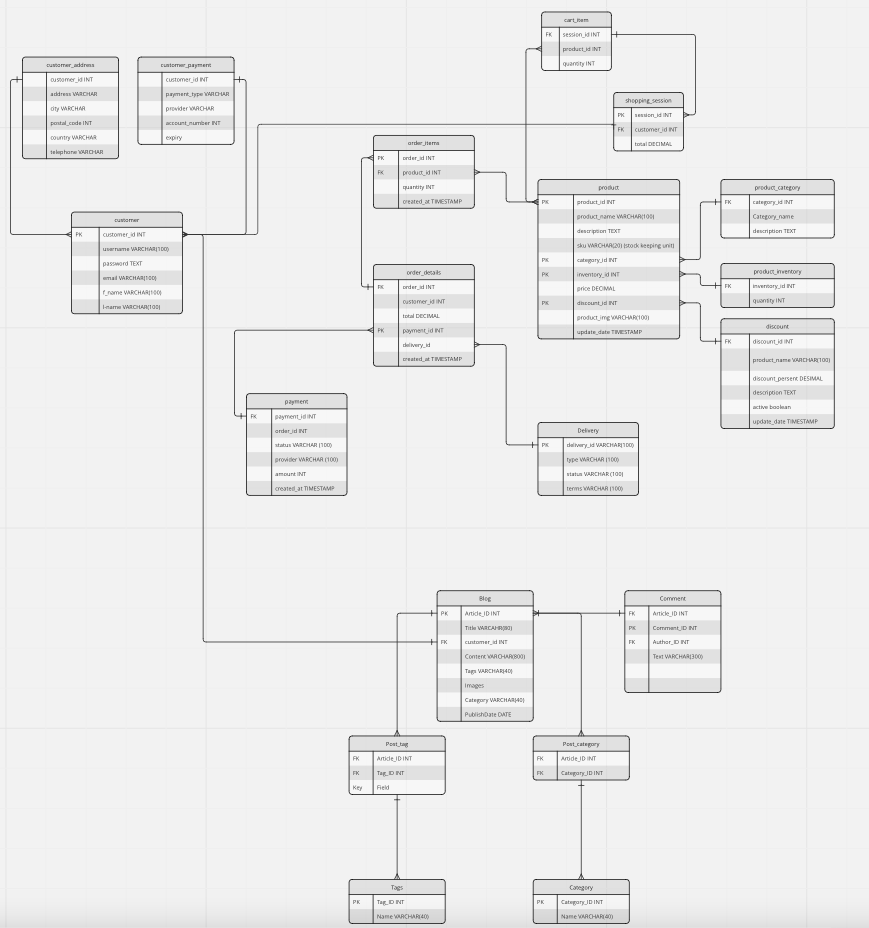 cart_item
FK session_id INT
product_id INT
quantity INT
customer_address
customer_id INT
address VARCHAR
city VARCHAR
postal_code INT
country VARCHAR
telephone VARCHAR
customer_payment
customer_id INT
payment_type VARCHAR
provider VARCHAR
account_number INT
expiry
shopping_session
PK session_id INT
FK customer_id INT
total DECIMAL
order_items
PK order_id INT
FK product_id INT
quantity INT
created_at TIMESTAMP
product
PK product_id INT
product_name VARCHAR(100)
description TEXT
sku VARCHAR(20) (stock keeping unit)
PK category_id INT
PK inventory_id INT
price DECIMAL
PK discount_id INT
product_img VARCHAR(100)
update_date TIMESTAMP
product_category
FK category_id INT
Category_name
description TEXT
customer
PK customer_id INT
username VARCHAR(100)
password TEXT
email VARCHAR(100)
f_name VARCHAR(100)
l-name VARCHAR(100)
order_details
PK order_id INT
customer_id INT
total DECIMAL
PK payment_id INT
delivery_id
created_at TIMESTAMP
product_inventory
FK inventory_id INT
quantity INT
discount
FK discount_id INT
product_name VARCHAR(100)
discount_persent DESIMAL
description TEXT
active boolean
update_date TIMESTAMP
payment
FK payment_id INT
order_id INT
status VARCHAR (100)
provider VARCHAR (100)
amount INT
created_at TIMESTAMP
Delivery
PK delivery_id VARCHAR(100)
type VARCHAR (100)
status VARCHAR (100)
terms VARCHAR (100)
Blog
PK Article_ID INT
Title VARCAHR(80)
FK customer_id INT
Content VARCHAR(800)
Tags VARCHAR(40)
Images
Category VARCHAR(40)
PublishDate DATE
Comment
FK Article_ID INT
PK Comment_ID INT
FK Author_ID INT
Text VARCHAR(300)
Post_tag
FK Article_ID INT
FK Tag_ID INT
Key Field
Post_category
FK Article_ID INT
FK Category_ID INT
Tags
PK Tag_ID INT
Name VARCHAR(40)
Category
PK Category_ID INT
Name VARCHAR(40)